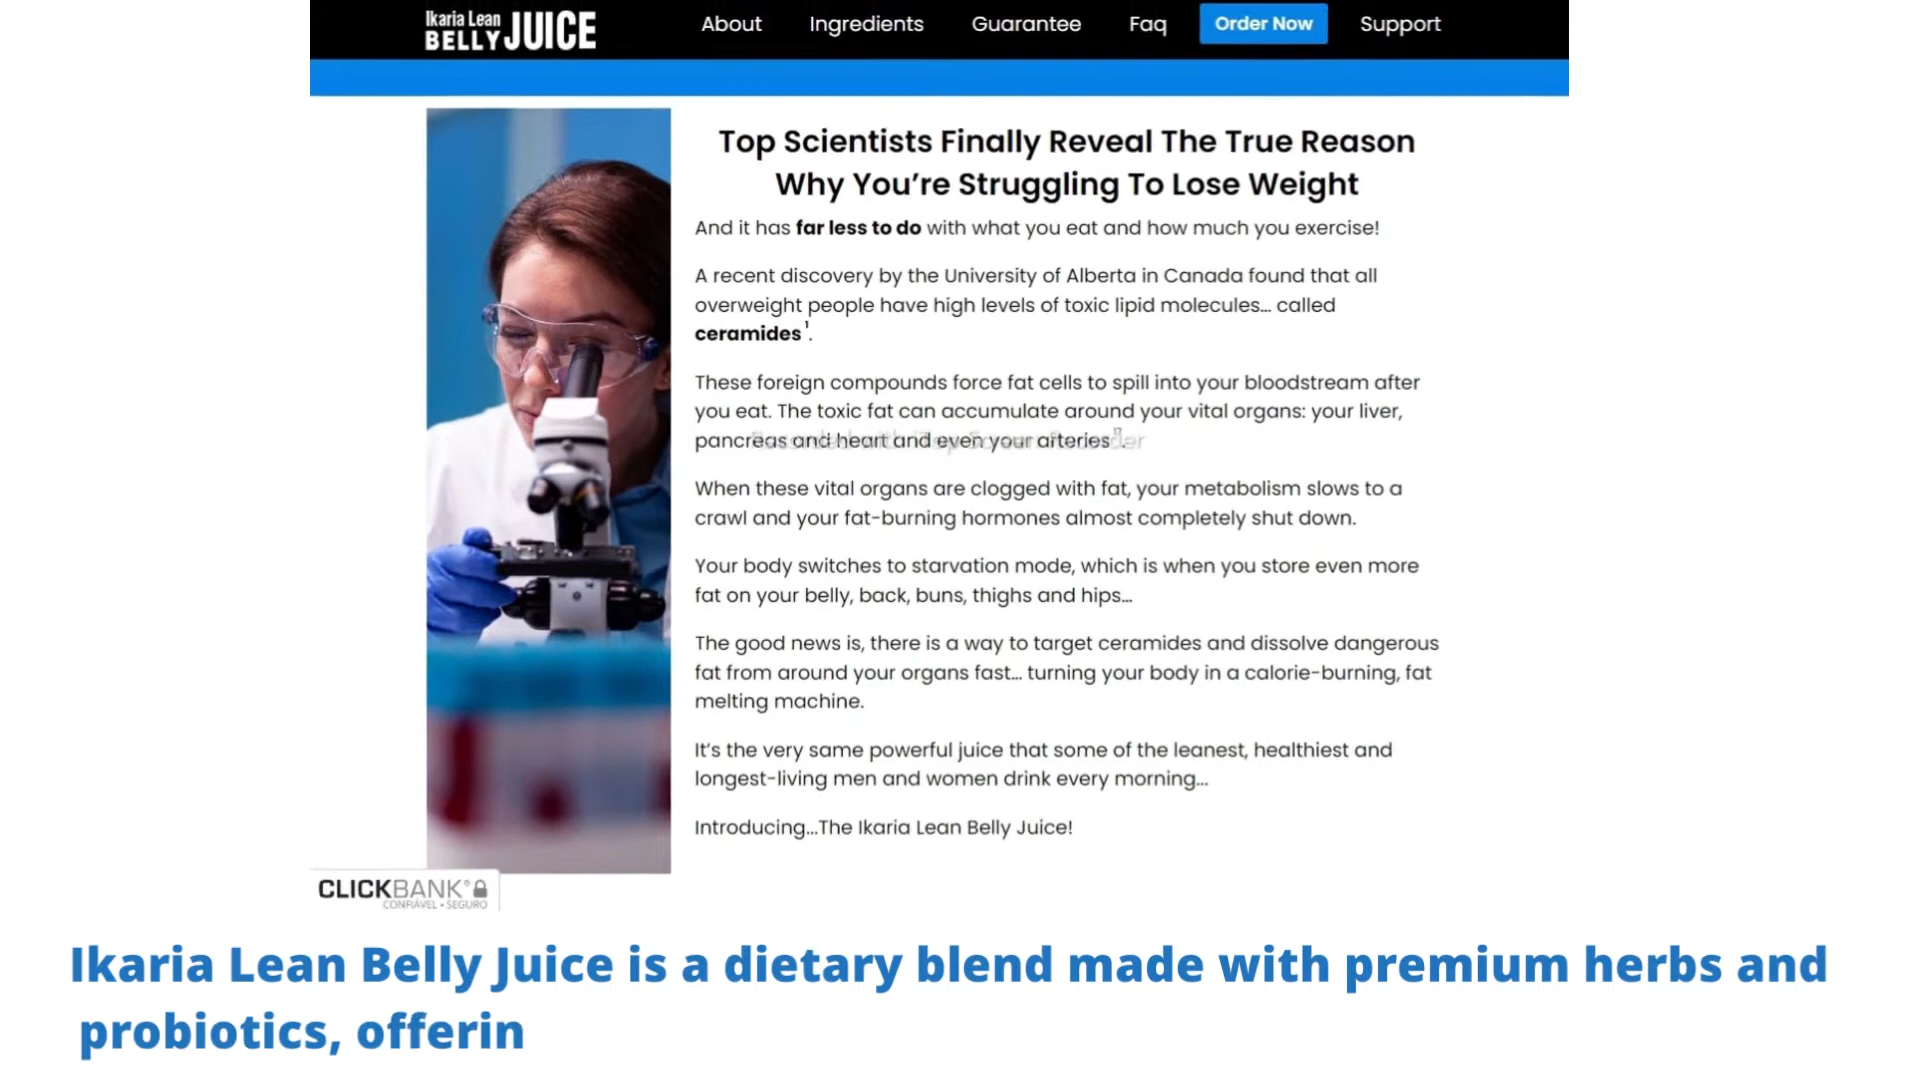 Ikaria Lean
BELLY JUICE
About Ingredients Guarantee Faq Order Now Support
Top Scientists Finally Reveal The True Reason
Why You're Struggling To Lose Weight
And it has far less to do with what you eat and how much you exercise!
A recent discovery by the University of Alberta in Canada found that all
overweight people have high levels of toxic lipid molecules... called
ceramides¹.
These foreign compounds force fat cells to spill into your bloodstream after
you eat. The toxic fat can accumulate around your vital organs: your liver,
pancreas and heart and even your arteries.
Recorded with iTop Screen Recorder
When these vital organs are clogged with fat, your metabolism slows to a
crawl and your fat-burning hormones almost completely shut down.
Your body switches to starvation mode, which is when you store even more
fat on your belly, back, buns, thighs and hips...
The good news is, there is a way to target ceramides and dissolve dangerous
fat from around your organs fast... turning your body in a calorie-burning, fat
melting machine.
It's the very same powerful juice that some of the leanest, healthiest and
longest-living men and women drink every morning...
Introducing...The Ikaria Lean Belly Juice!
CLICKBANK®
CONFIÁVEL • SEGURO
Ikaria Lean Belly Juice is a dietary blend made with premium herbs and
probiotics, offerin